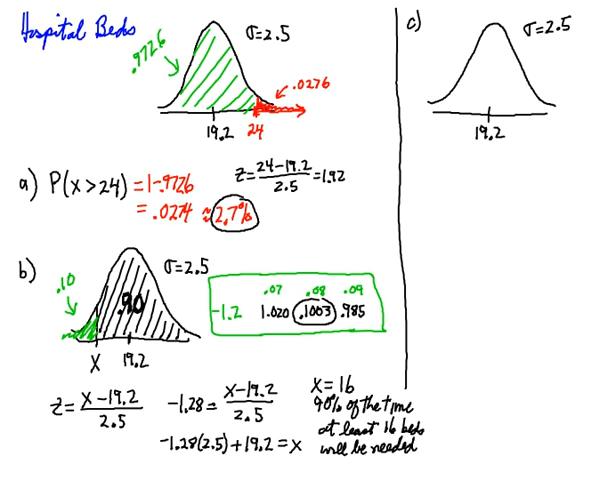 Hospital Beds
σ=2.5
.9726
.0276
19.2 24
a) P(x>24) =1-.9726
= .0274 ≈ 2.7%
z=24-19.2/2.5=1.92
b)
σ=2.5
.10
.90
X 19.2
.07 .08 .09
-1.2 1.020 .1003 .985
z= X-19.2/2.5
-1.28= X-19.2/2.5
-1.28(2.5)+19.2=x
x=16
90% of the time
at least 16 beds
will be needed
c)
σ=2.5
19.2